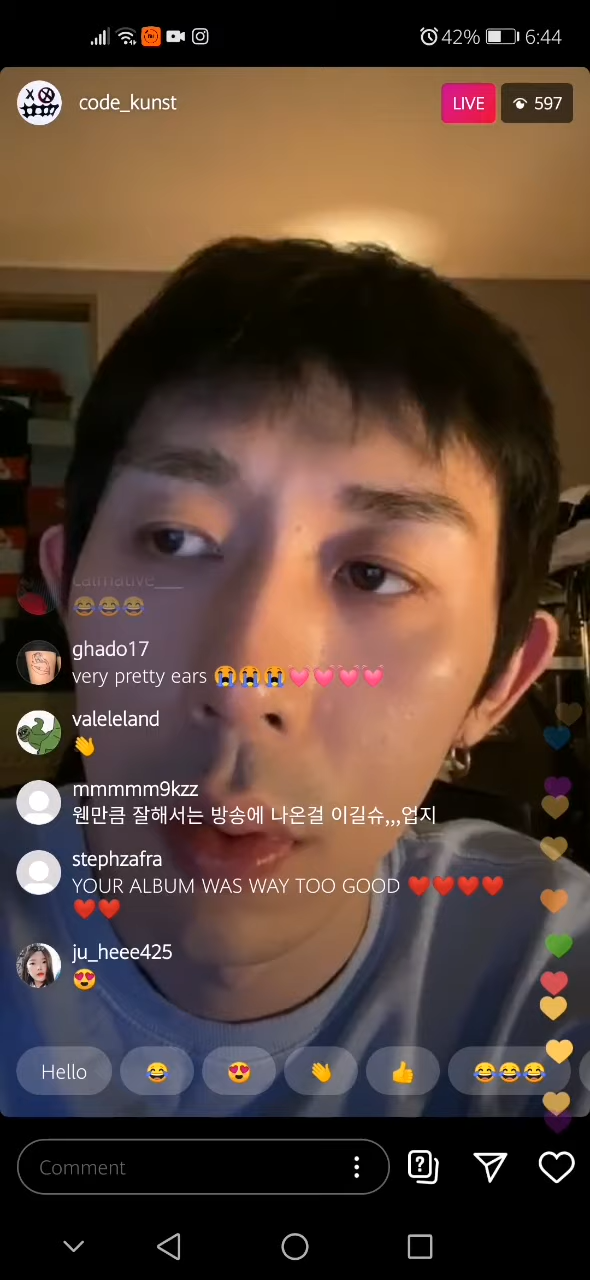 42% 6:44
code_kunst LIVE 597
calmative___
😂😂😂
ghado17
very pretty ears 😭😭😭💓💓💓💓
valeleland
👋
mmmmm9kzz
웬만큼 잘해서는 방송에 나온걸 이길슈,,,업지
stephzafra
YOUR ALBUM WAS WAY TOO GOOD ❤️❤️❤️❤️
❤️❤️
ju_heee425
😍
Hello 😂 😍 👋 👍 😂😂😂
Comment